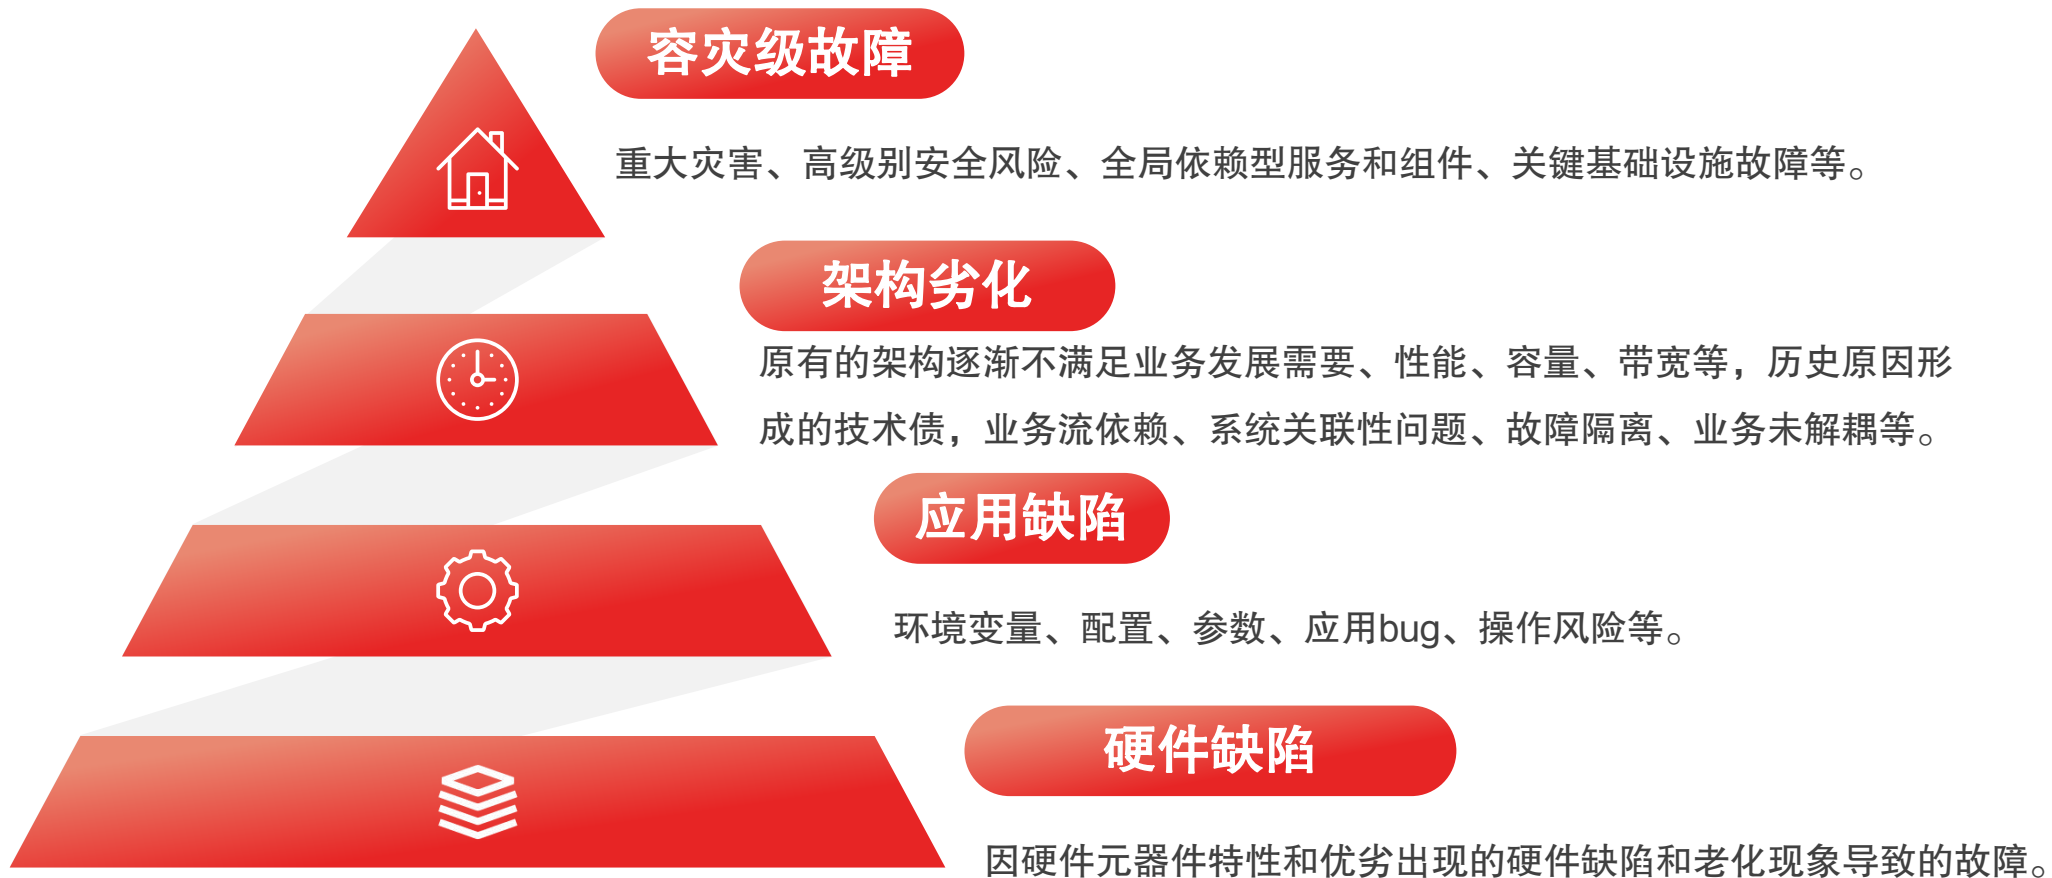 容灾级故障
重大灾害、高级别安全风险、全局依赖型服务和组件、关键基础设施故障等。
架构劣化
原有的架构逐渐不满足业务发展需要、性能、容量、带宽等，历史原因形
成的技术债，业务流依赖、系统关联性问题、故障隔离、业务未解耦等。
应用缺陷
环境变量、配置、参数、应用bug、操作风险等。
硬件缺陷
因硬件元器件特性和优劣出现的硬件缺陷和老化现象导致的故障。